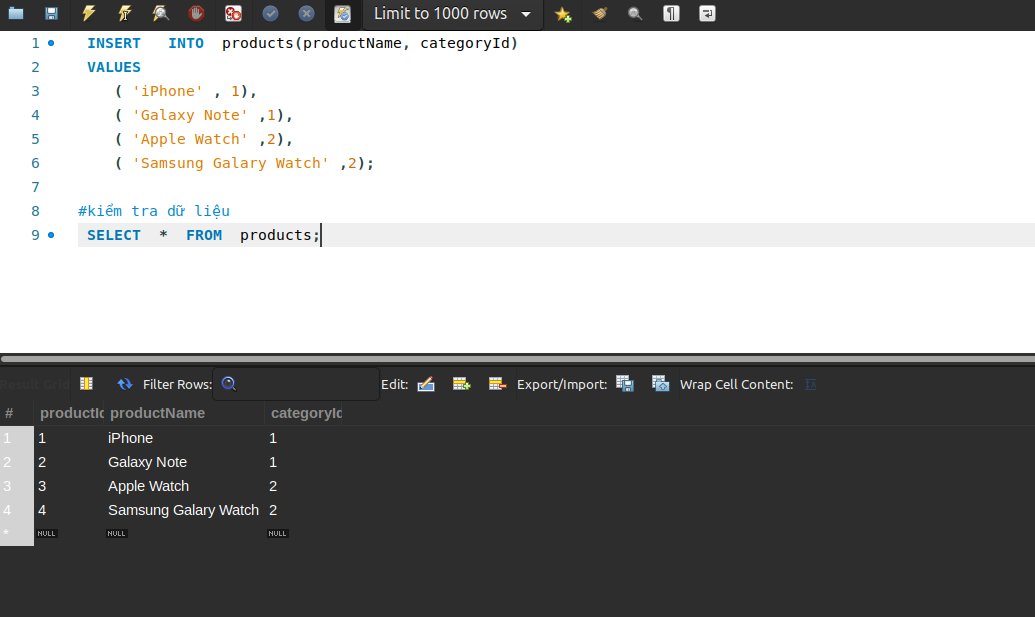 Limit to 1000 rows
1 INSERT INTO products(productName, categoryId)
2 VALUES
3 ( 'iPhone' , 1),
4 ( 'Galaxy Note' ,1),
5 ( 'Apple Watch' ,2),
6 ( 'Samsung Galary Watch' ,2);
7
8 #kiểm tra dữ liệu
9 SELECT * FROM products;
Result Grid Filter Rows: Edit: Export/Import: Wrap Cell Content: IA
# productId productName categoryId
1 1 iPhone 1
2 2 Galaxy Note 1
3 3 Apple Watch 2
4 4 Samsung Galary Watch 2
* NULL NULL NULL